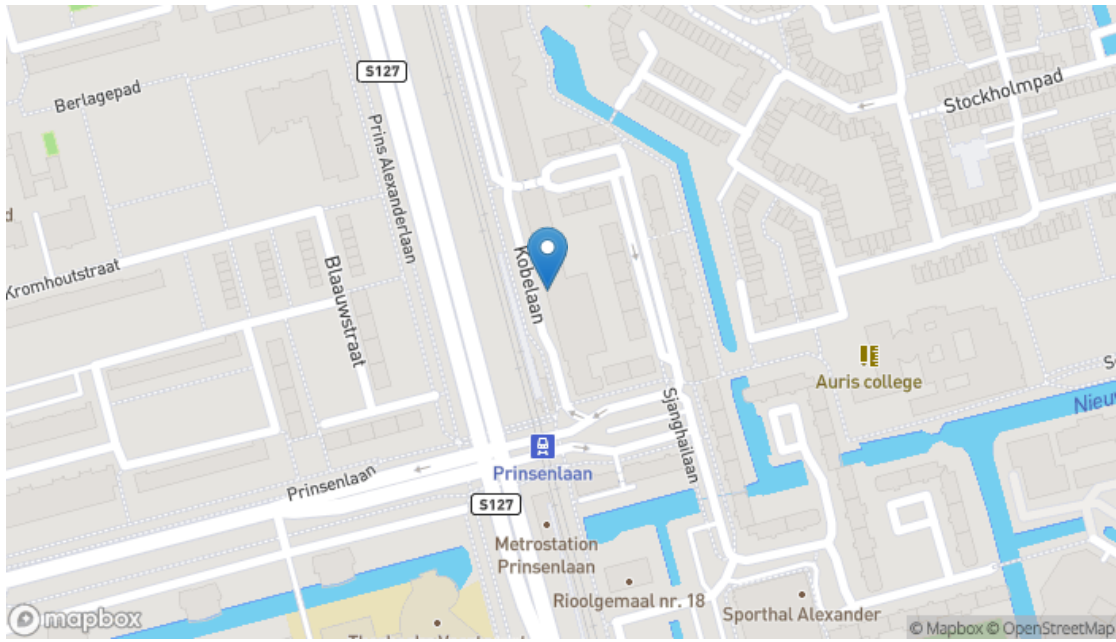 S127
Berlagepad
Stockholmpad
Prins Alexanderlaan
Kromhoutstraat
Kobelaan
Blaauwstraat
Auris college
Sjanghailaan
Prinsenlaan
Prinsenlaan
S127
Metrostation
Prinsenlaan
Rioolgemaal nr. 18
Sporthal Alexander
mapbox
© Mapbox © OpenStreetMap